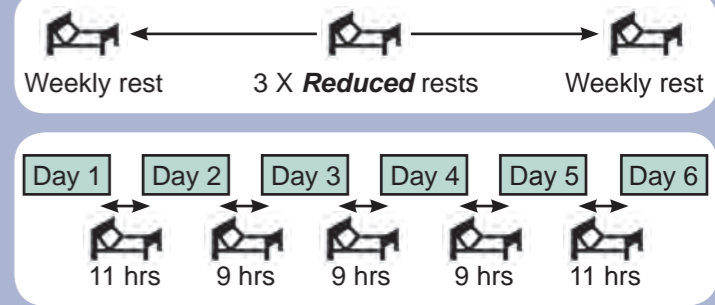 Weekly rest 3 X Reduced rests Weekly rest
Day 1 Day 2 Day 3 Day 4 Day 5 Day 6
11 hrs 9 hrs 9 hrs 9 hrs 11 hrs